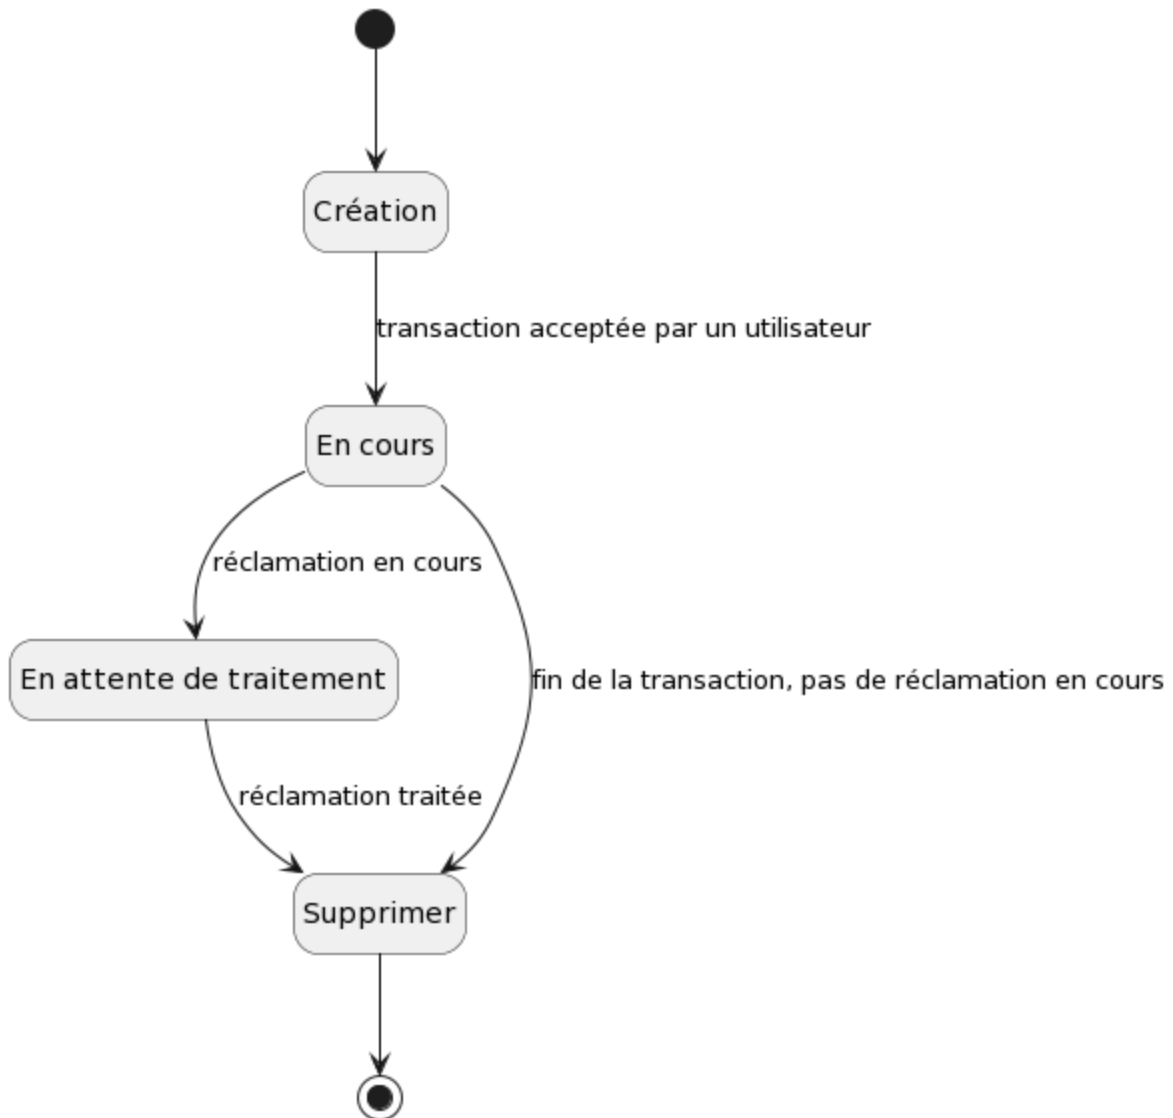 Création
transaction acceptée par un utilisateur
En cours
réclamation en cours
En attente de traitement
fin de la transaction, pas de réclamation en cours
réclamation traitée
Supprimer